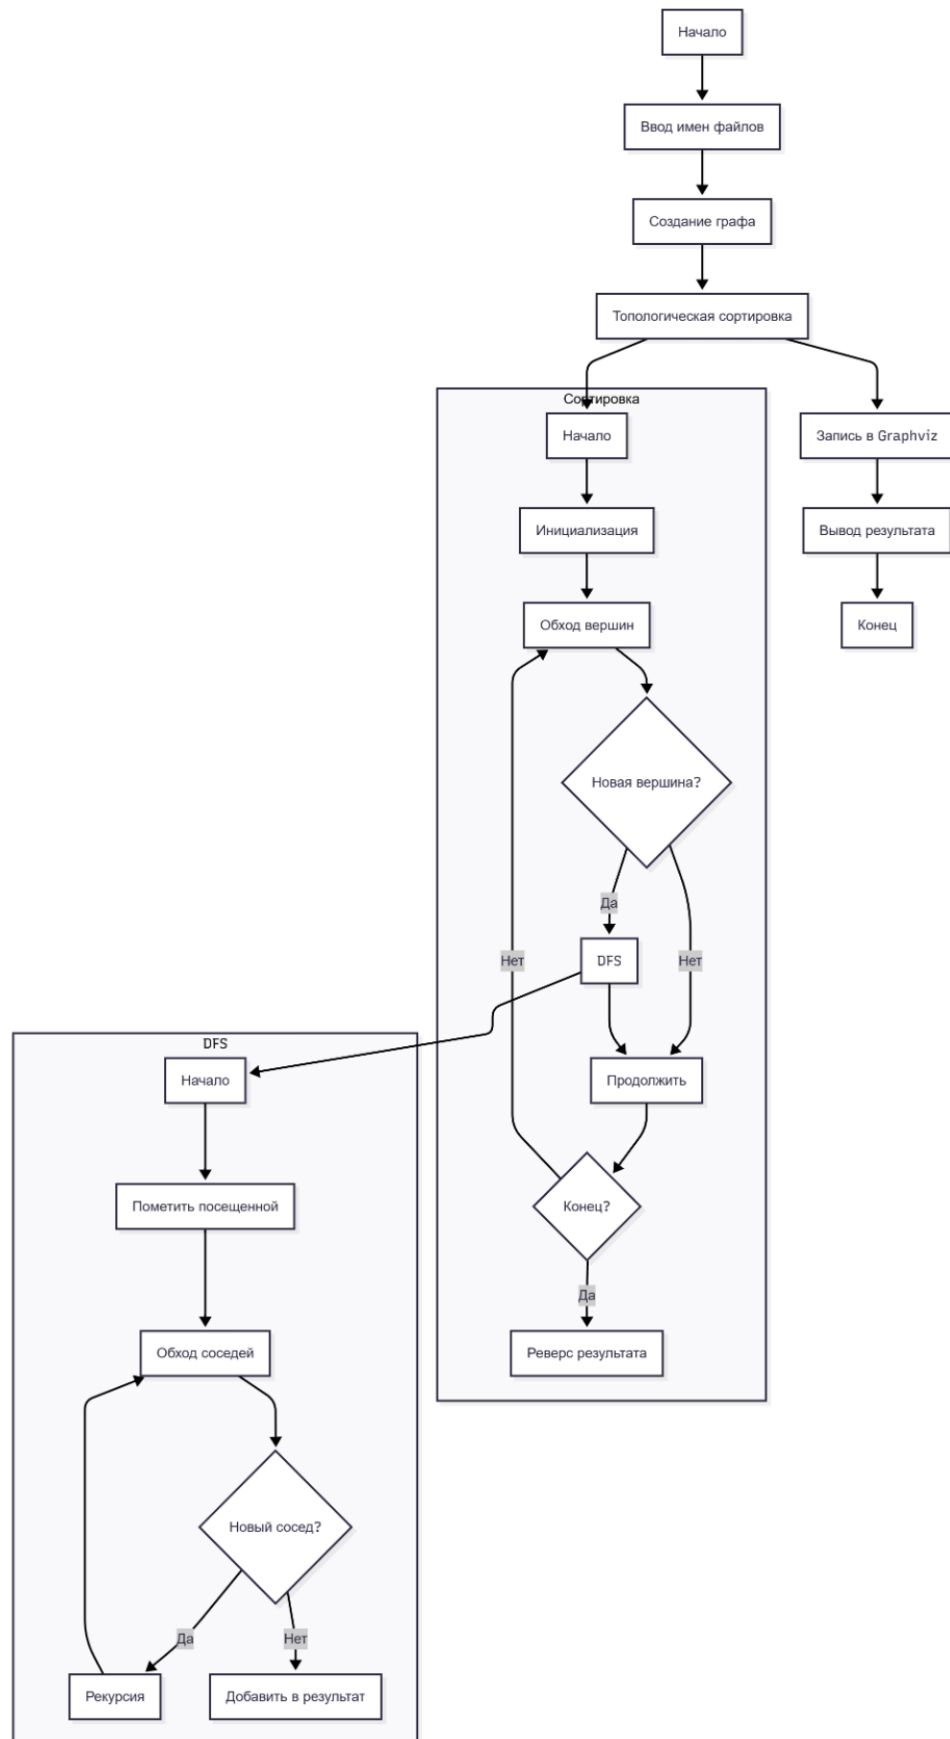 Начало
Ввод имен файлов
Создание графа
Топологическая сортировка
Сортировка
Начало
Запись в Graphviz
Инициализация
Вывод результата
Обход вершин
Конец
Новая вершина?
Да
DFS
Нет
Нет
DFS
Начало
Продолжить
Пометить посещенной
Конец?
Да
Обход соседей
Реверс результата
Новый сосед?
Да
Нет
Рекурсия
Добавить в результат